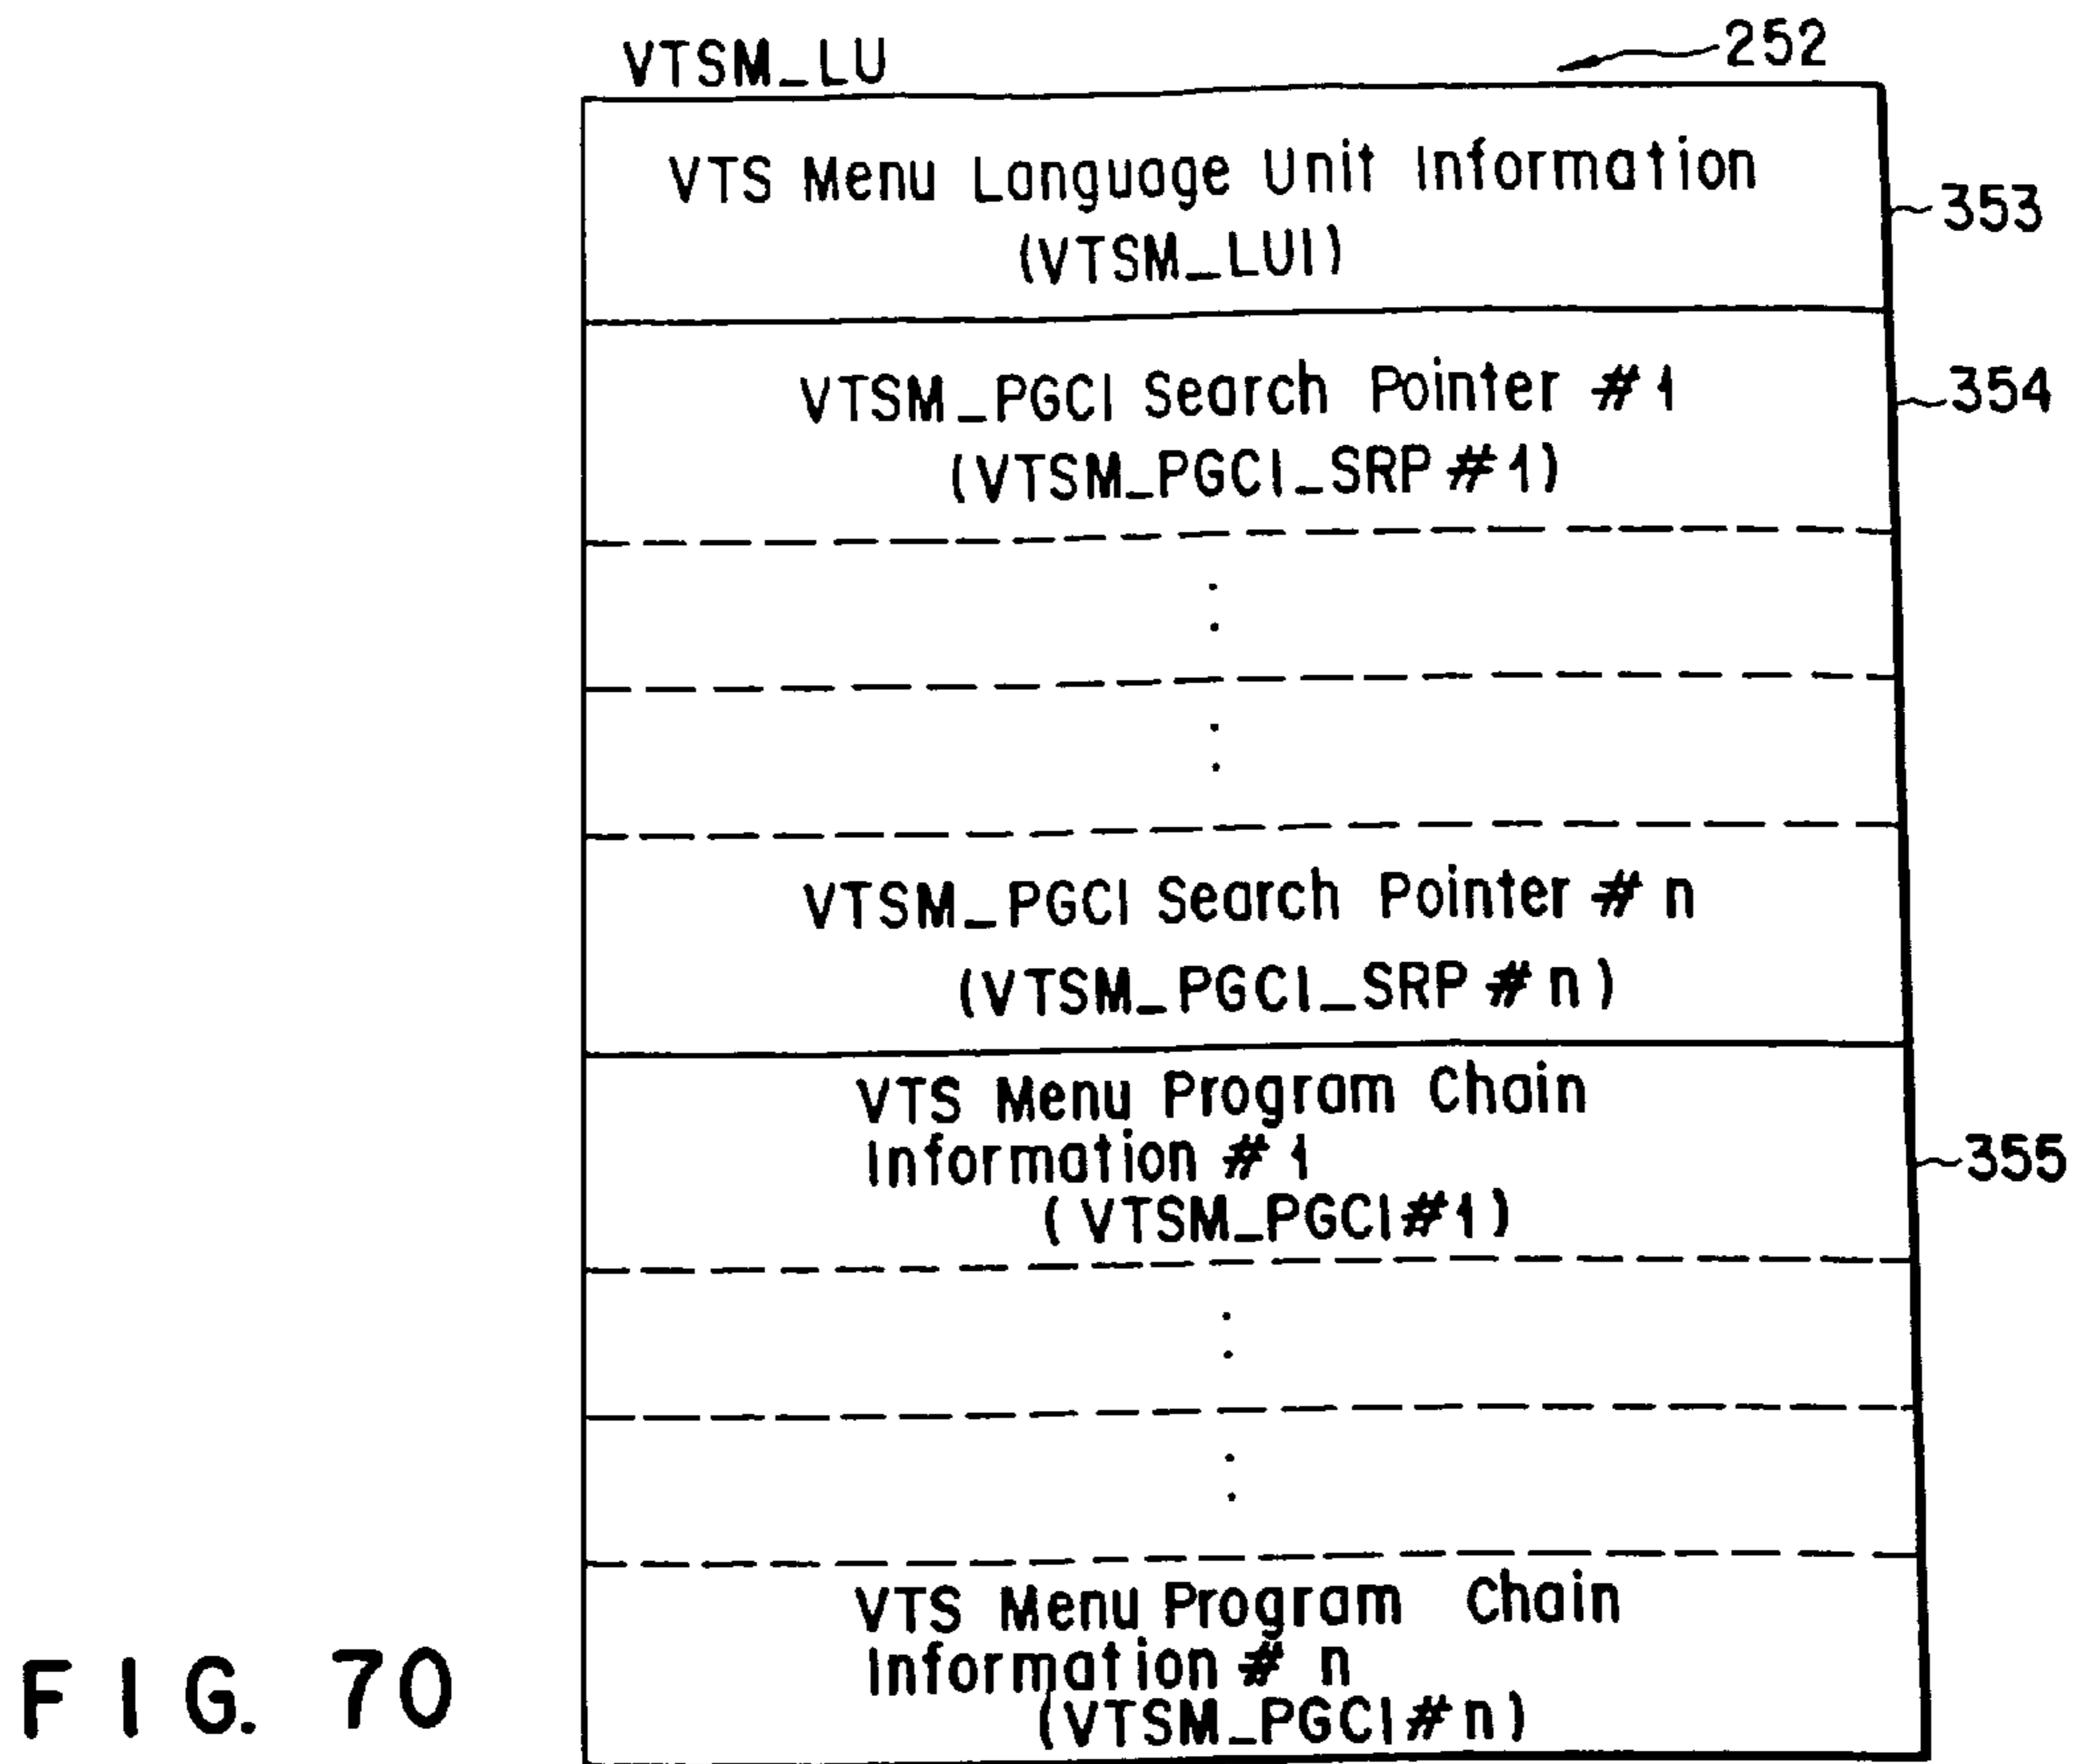 VTSM_LU
252
VTS Menu Language Unit Information
(VTSM_LUI)
353
VTSM_PGCI Search Pointer #1
(VTSM_PGCI_SRP#1)
354
VTSM_PGCI Search Pointer # n
(VTSM_PGCI_SRP # n)
VTS Menu Program Chain
Information # 1
(VTSM_PGCI#1)
355
VTS Menu Program Chain
Information # n
(VTSM_PGCI#n)
FIG. 70